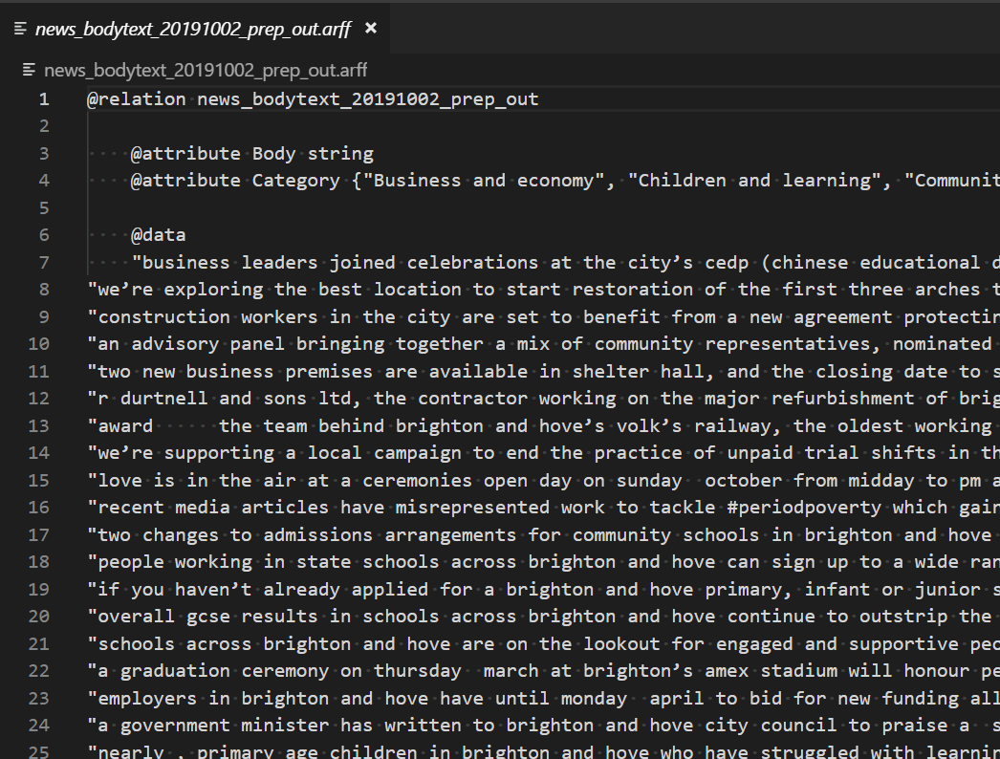 news_bodytext_20191002_prep_out.arff ×
news_bodytext_20191002_prep_out.arff
1 @relation news_bodytext_20191002_prep_out
2
3 @attribute Body string
4 @attribute Category {"Business and economy", "Children and learning", "Communit
5
6 @data
7 "business leaders joined celebrations at the city’s cedp (chinese educational d
8 "we’re exploring the best location to start restoration of the first three arches t
9 "construction workers in the city are set to benefit from a new agreement protectin
10 "an advisory panel bringing together a mix of community representatives, nominated
11 "two new business premises are available in shelter hall, and the closing date to s
12 "r durtnell and sons ltd, the contractor working on the major refurbishment of brig
13 "award      the team behind brighton and hove’s volk’s railway, the oldest working
14 "we’re supporting a local campaign to end the practice of unpaid trial shifts in th
15 "love is in the air at a ceremonies open day on sunday  october from midday to pm a
16 "recent media articles have misrepresented work to tackle #periodpoverty which gain
17 "two changes to admissions arrangements for community schools in brighton and hove
18 "people working in state schools across brighton and hove can sign up to a wide ran
19 "if you haven’t already applied for a brighton and hove primary, infant or junior s
20 "overall gcse results in schools across brighton and hove continue to outstrip the
21 "schools across brighton and hove are on the lookout for engaged and supportive peo
22 "a graduation ceremony on thursday  march at brighton’s amex stadium will honour pe
23 "employers in brighton and hove have until monday  april to bid for new funding all
24 "a government minister has written to brighton and hove city council to praise a  s
25 "nearly , primary age children in brighton and hove who have struggled with learnin